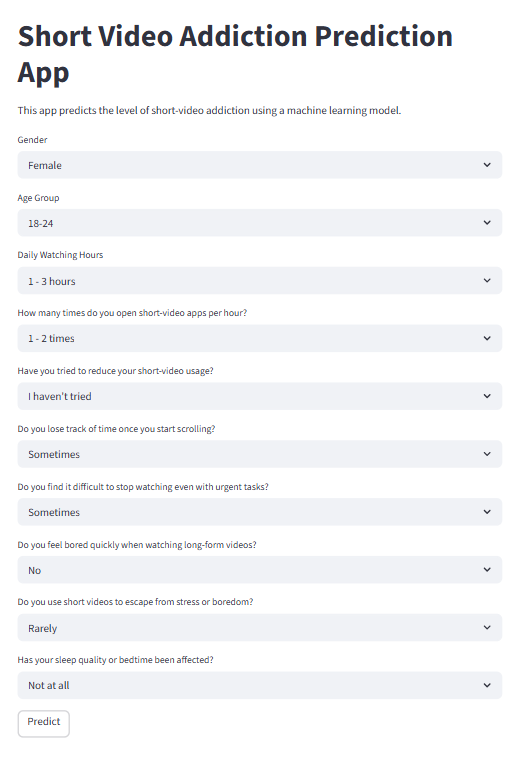 Short Video Addiction Prediction
App
This app predicts the level of short-video addiction using a machine learning model.
Gender
Female
Age Group
18-24
Daily Watching Hours
1 - 3 hours
How many times do you open short-video apps per hour?
1 - 2 times
Have you tried to reduce your short-video usage?
I haven't tried
Do you lose track of time once you start scrolling?
Sometimes
Do you find it difficult to stop watching even with urgent tasks?
Sometimes
Do you feel bored quickly when watching long-form videos?
No
Do you use short videos to escape from stress or boredom?
Rarely
Has your sleep quality or bedtime been affected?
Not at all
Predict